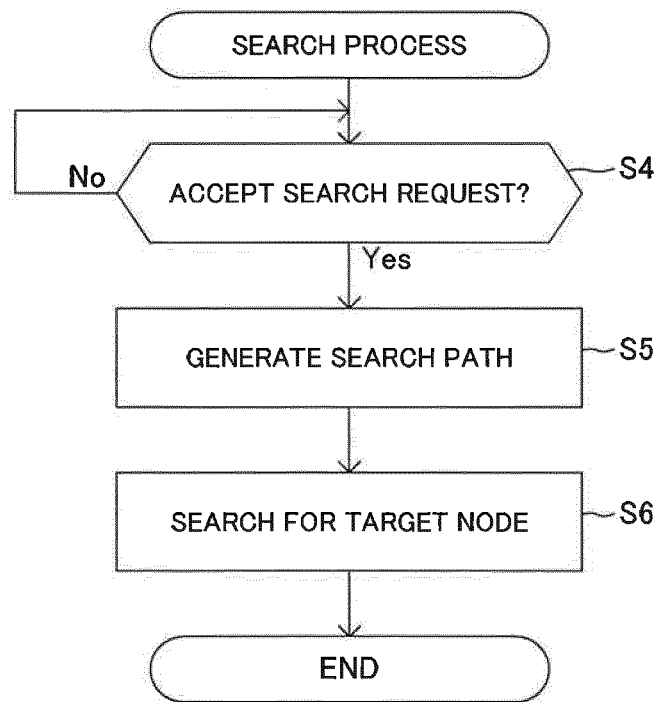 SEARCH PROCESS
No
ACCEPT SEARCH REQUEST?
S4
Yes
GENERATE SEARCH PATH
S5
SEARCH FOR TARGET NODE
S6
END